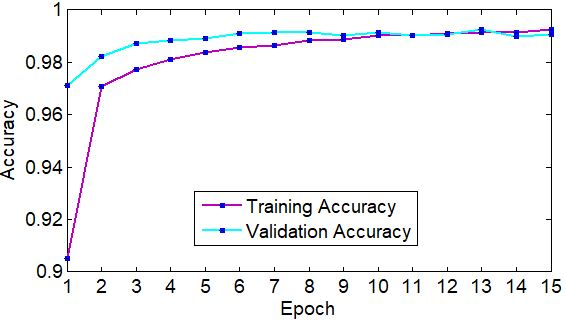 1
0.98
0.96
0.94
0.92
0.9
Accuracy
Training Accuracy
Validation Accuracy
1 2 3 4 5 6 7 8 9 10 11 12 13 14 15
Epoch